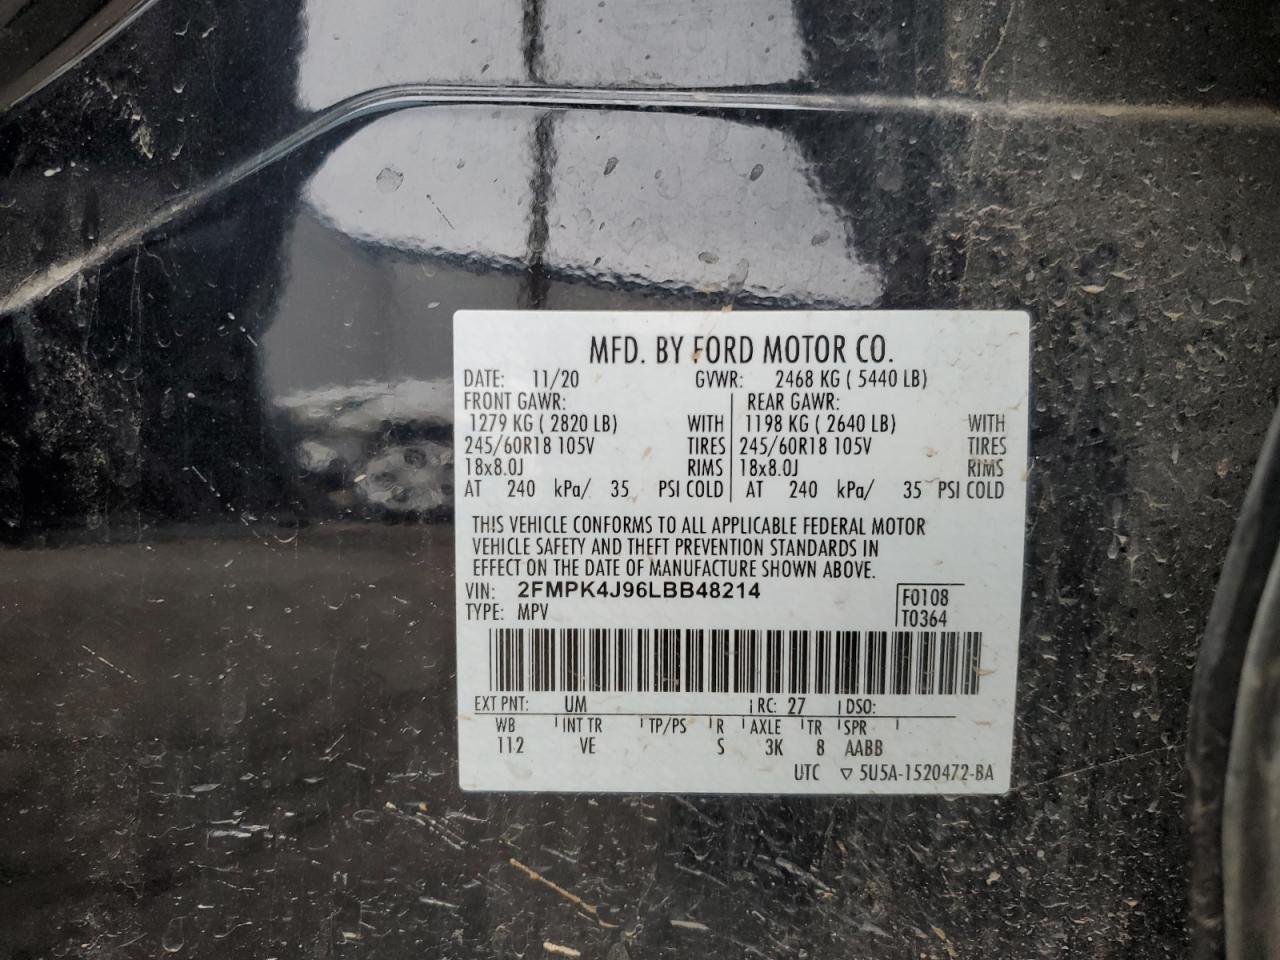 MFD. BY FORD MOTOR CO.
DATE: 11/20 GVWR: 2468 KG ( 5440 LB)
FRONT GAWR: REAR GAWR:
1279 KG ( 2820 LB) WITH 1198 KG ( 2640 LB) WITH
245/60R18 105V TIRES 245/60R18 105V TIRES
18x8.0J RIMS 18x8.0J RIMS
AT 240 kPa/ 35 PSI COLD AT 240 kPa/ 35 PSI COLD
THIS VEHICLE CONFORMS TO ALL APPLICABLE FEDERAL MOTOR
VEHICLE SAFETY AND THEFT PREVENTION STANDARDS IN
EFFECT ON THE DATE OF MANUFACTURE SHOWN ABOVE.
VIN: 2FMPK4J96LBB48214 F0108
TYPE: MPV T0364
EXT PNT: UM RC: 27 DSO:
WB INT TR TP/PS R AXLE TR SPR
112 VE S 3K 8 AABB
UTC ▽ 5U5A-1520472-BA